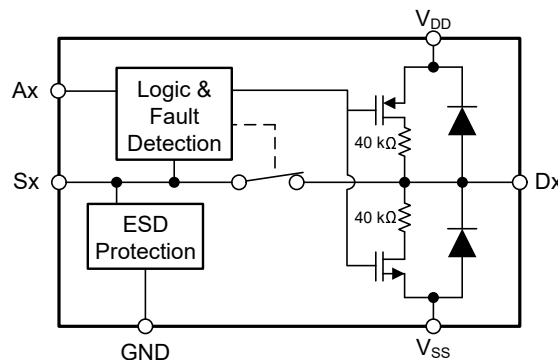 VDD
Ax
Logic &
Fault
Detection
40 kΩ
Sx
Dx
40 kΩ
ESD
Protection
GND
VSS